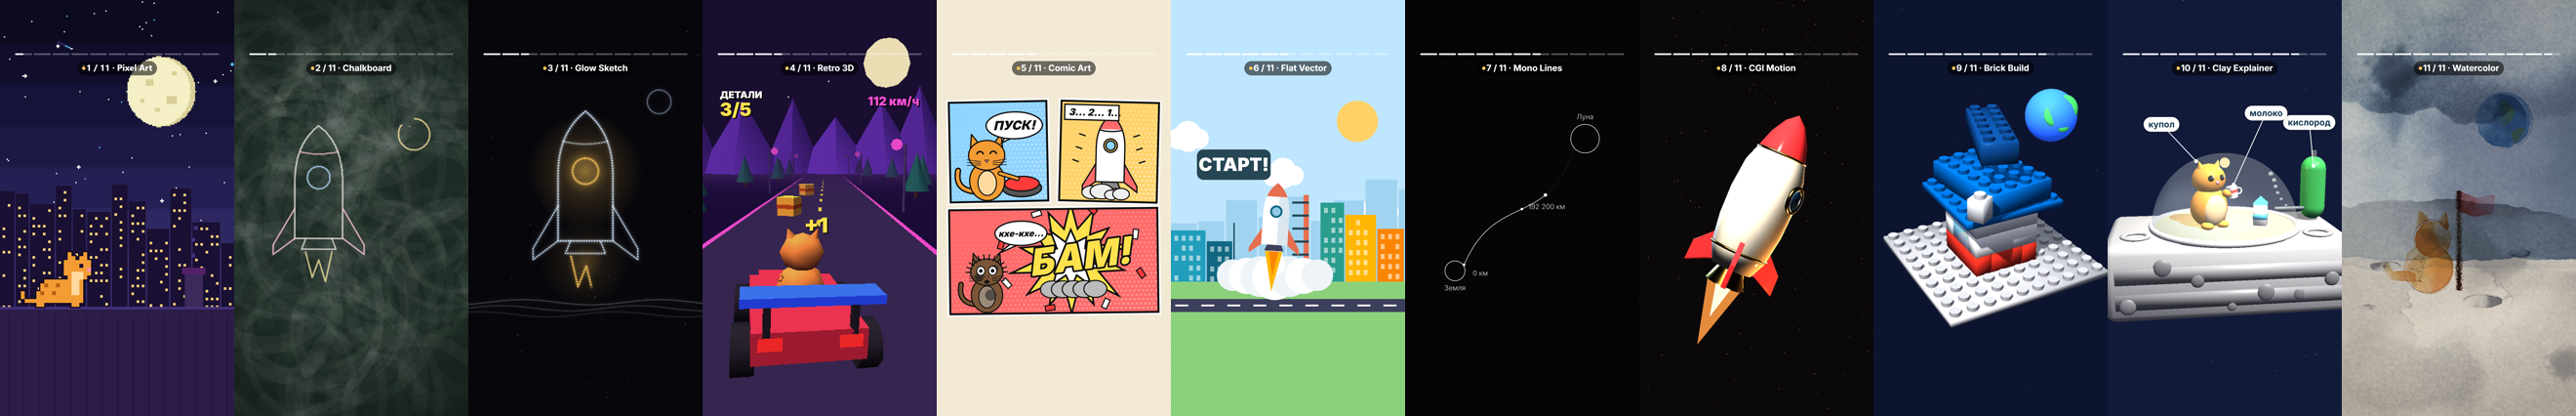 •1 / 11 · Pixel Art
•2 / 11 · Chalkboard
•3 / 11 · Glow Sketch
•4 / 11 · Retro 3D
ДЕТАЛИ
3/5
112 км/ч
+1
•5 / 11 · Comic Art
ПУСК!
3... 2... 1...
кхе-кхе...
БАМ!
•6 / 11 · Flat Vector
СТАРТ!
•7 / 11 · Mono Lines
Луна
192 200 км
0 км
Земля
•8 / 11 · CGI Motion
•9 / 11 · Brick Build
•10 / 11 · Clay Explainer
купол
молоко
кислород
•11 / 11 · Watercolor